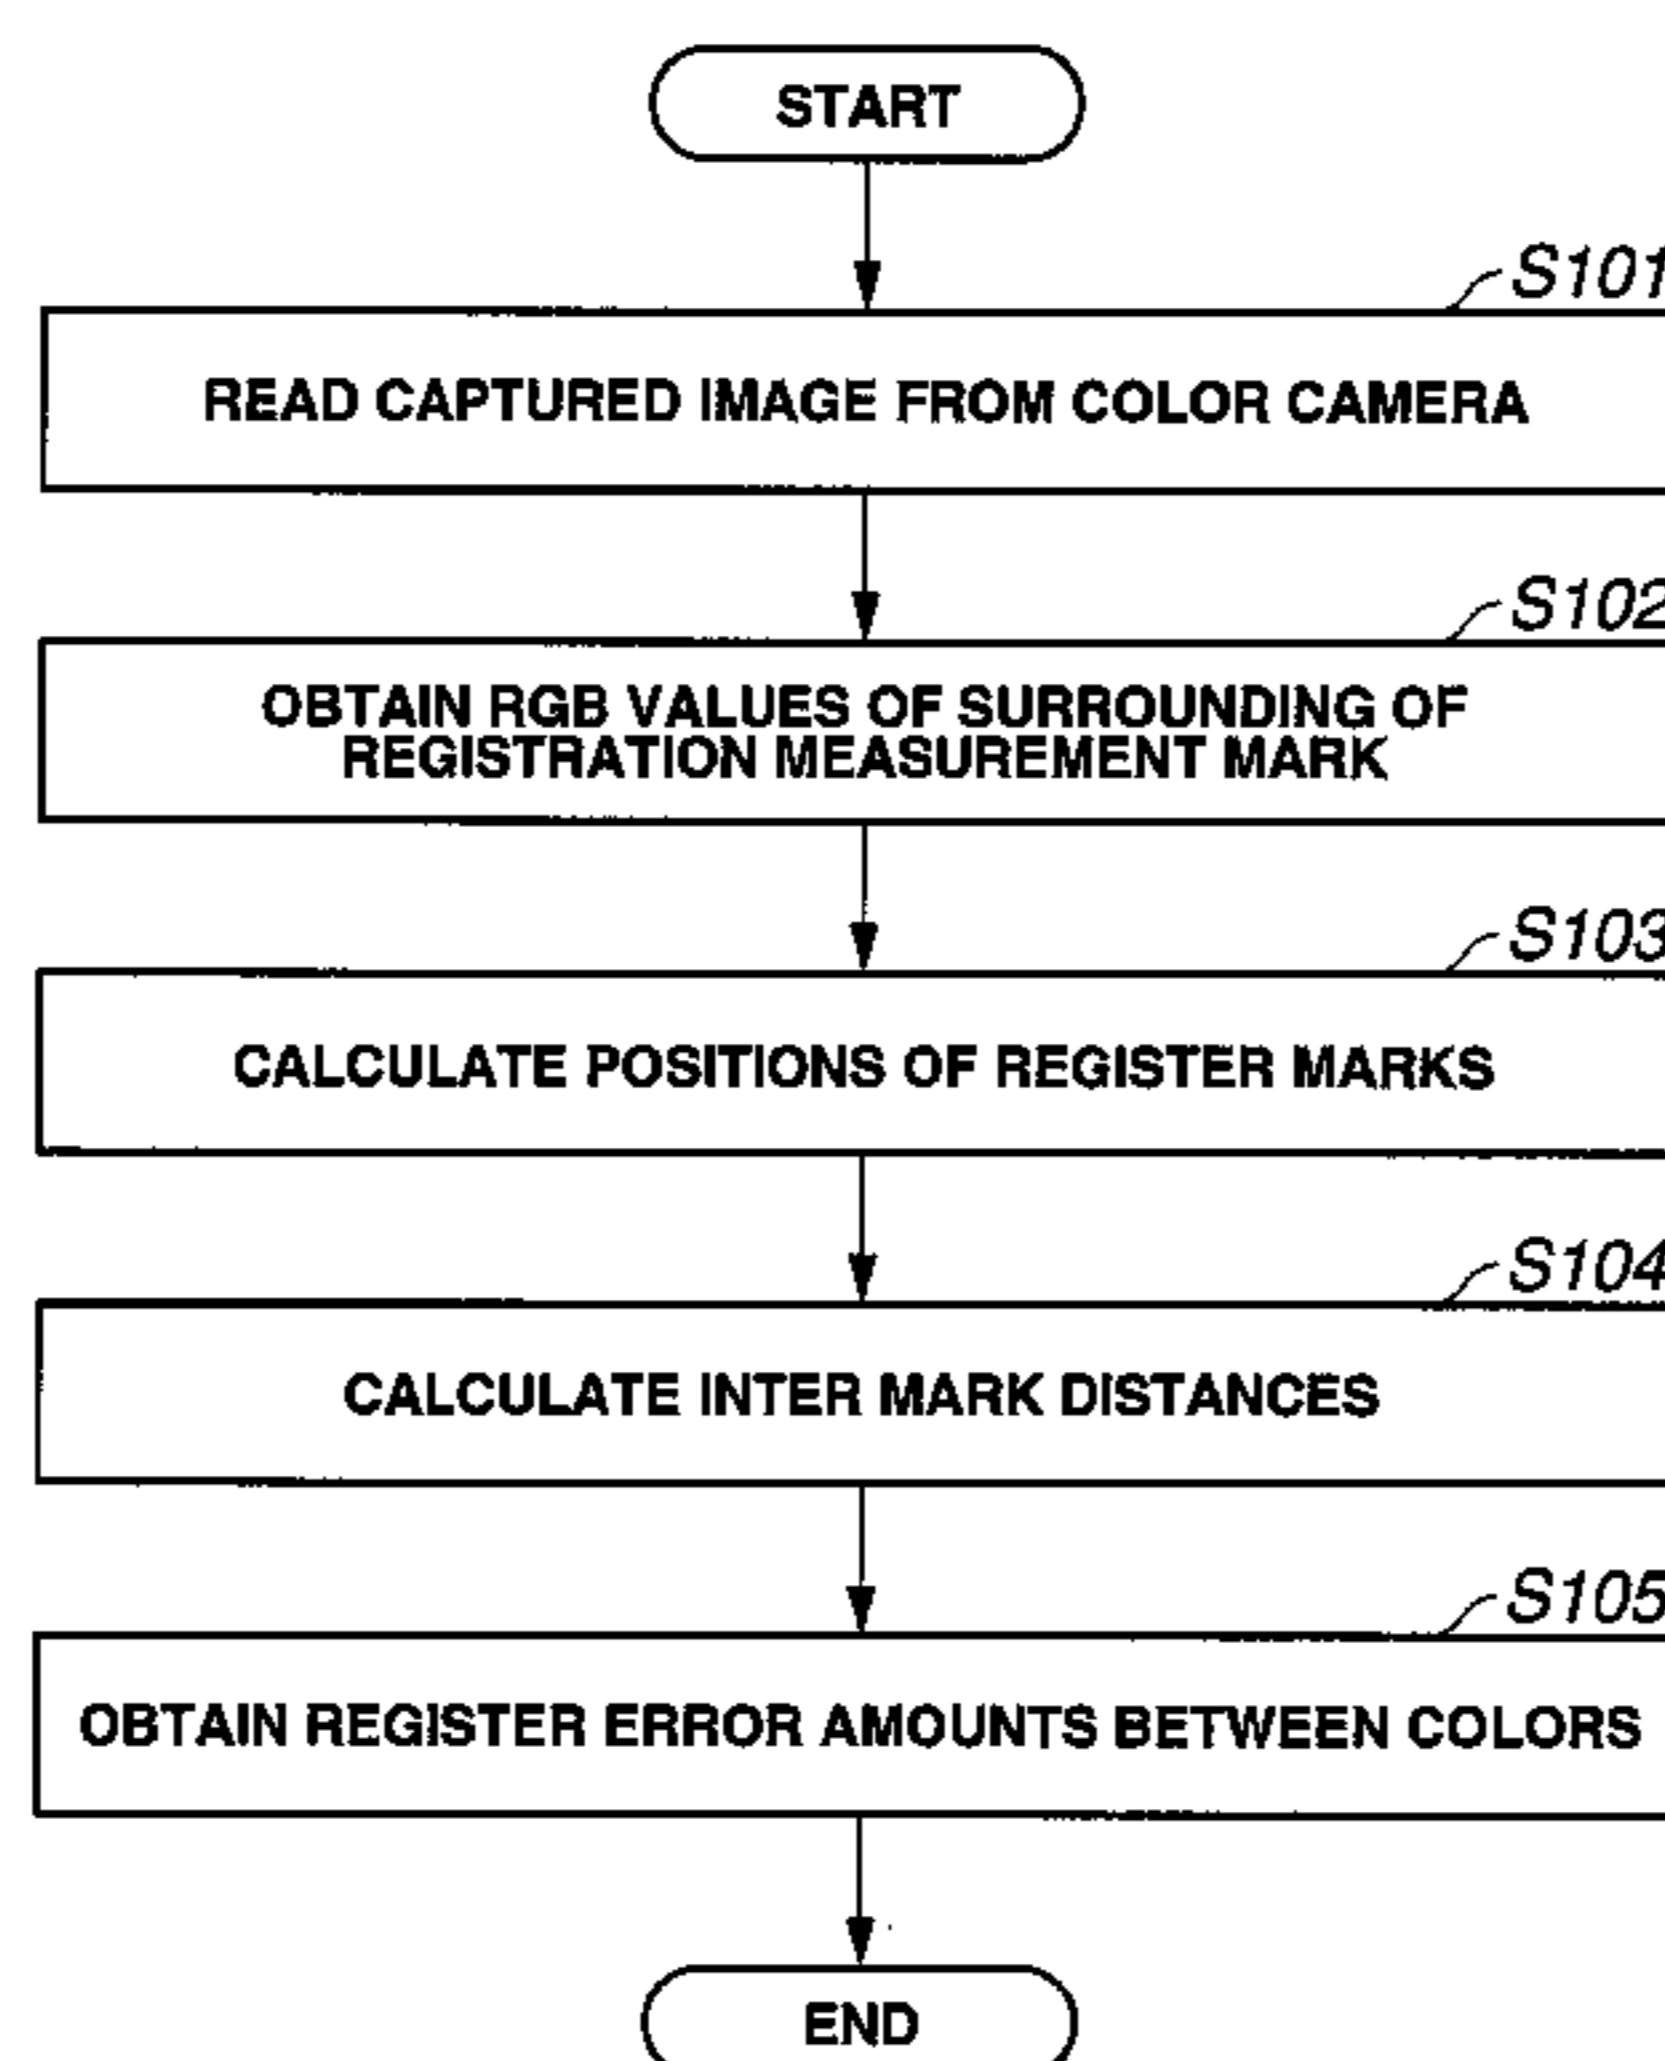 START
S101
READ CAPTURED IMAGE FROM COLOR CAMERA
S102
OBTAIN RGB VALUES OF SURROUNDING OF
REGISTRATION MEASUREMENT MARK
S103
CALCULATE POSITIONS OF REGISTER MARKS
S104
CALCULATE INTER MARK DISTANCES
S105
OBTAIN REGISTER ERROR AMOUNTS BETWEEN COLORS
END